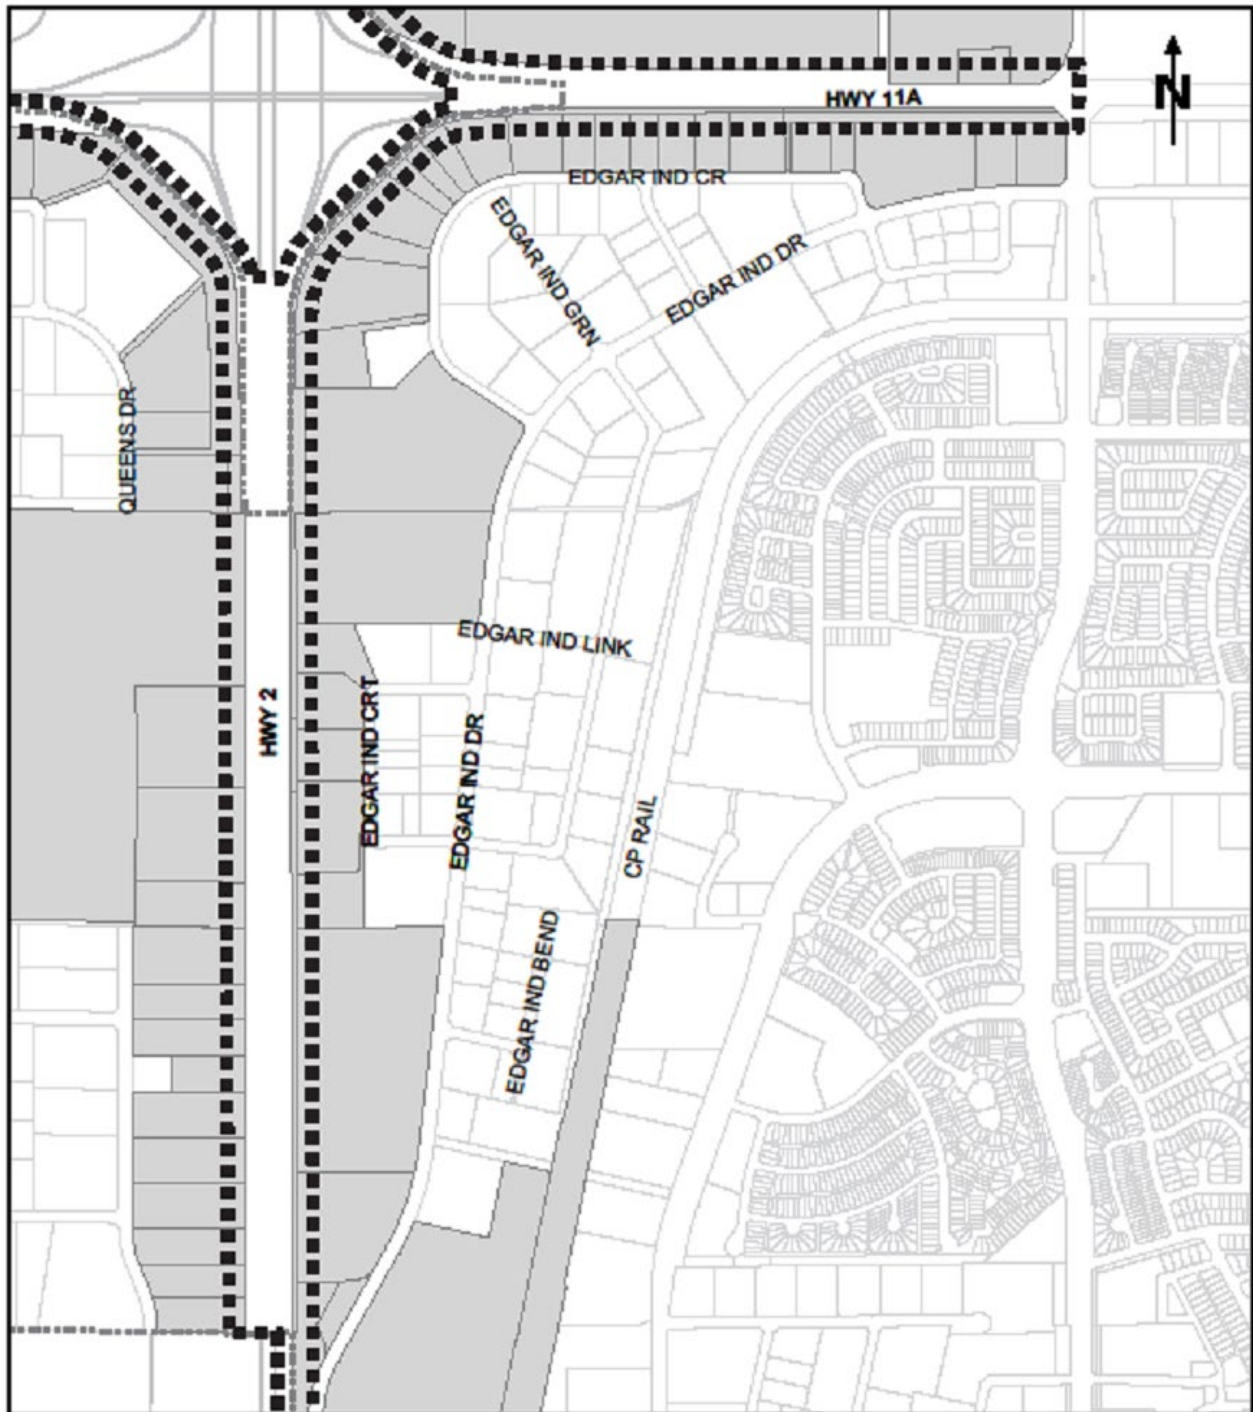 HWY 11A
N
EDGAR IND CR
EDGAR IND GRN
EDGAR IND DR
QUEENS DR
EDGAR IND LINK
HWY 2
EDGAR IND CRT
EDGAR IND DR
CP RAIL
EDGAR IND BEND